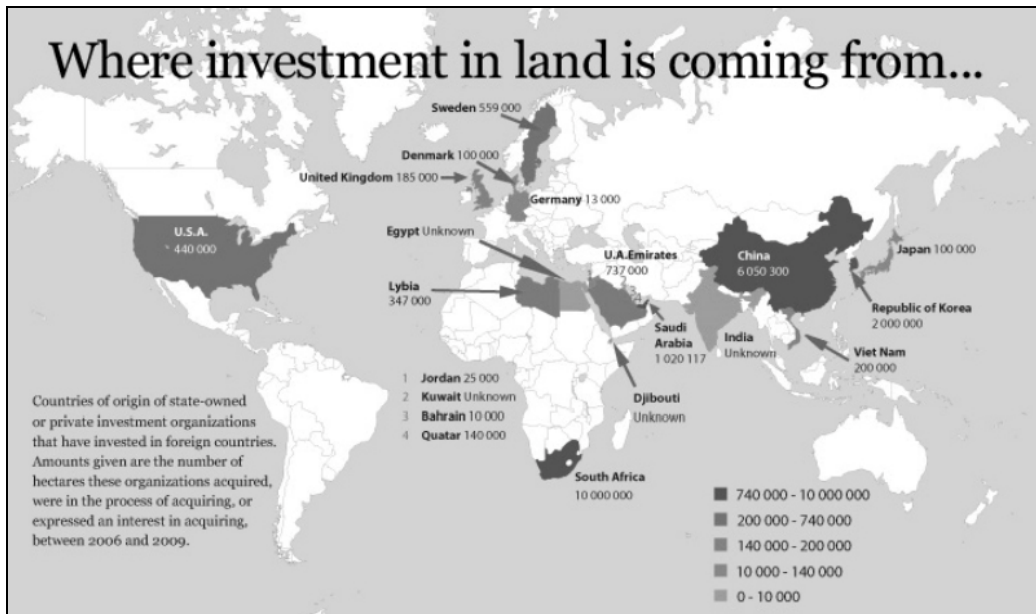 Where investment in land is coming from...
Sweden 559 000
Denmark 100 000
United Kingdom 185 000
Germany 13 000
U.S.A.
440 000
Egypt Unknown
U.A.Emirates
737 000
China
6 050 300
Japan 100 000
Lybia
347 000
Saudi
Arabia
1 020 117
India
Unknown
Republic of Korea
2 000 000
Viet Nam
200 000
Djibouti
Unknown
1 Jordan 25 000
2 Kuwait Unknown
3 Bahrain 10 000
4 Quatar 140 000
South Africa
10 000 000
Countries of origin of state-owned
or private investment organizations
that have invested in foreign countries.
Amounts given are the number of
hectares these organizations acquired,
were in the process of acquiring, or
expressed an interest in acquiring,
between 2006 and 2009.
740 000 - 10 000 000
200 000 - 740 000
140 000 - 200 000
10 000 - 140 000
0 - 10 000